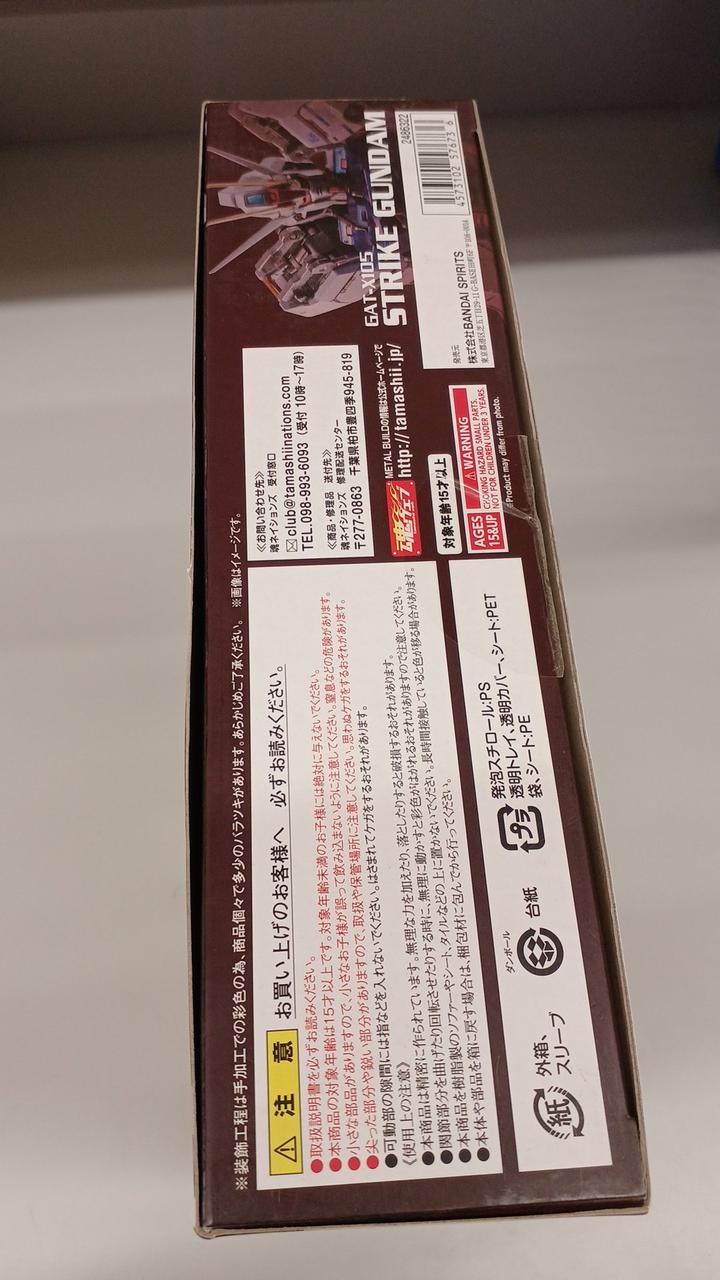 ※装飾工程は手加工での彩色の為、商品個々で多少のバラツキがあります。あらかじめご了承ください。 ※画像はイメージです。
注意 お買い上げのお客様へ 必ずお読みください。
●取扱説明書を必ずお読みください。
●本商品の対象年齢は15才以上です。対象年齢未満のお子様には絶対に与えないでください。
●小さな部品がありますので、小さなお子様が誤って飲み込まないように注意してください。窒息などの危険があります。
●尖った部分や鋭い部分がありますので、取扱や保管場所に注意してください。思わぬケガをするおそれがあります。
●可動部の隙間には指などを入れないでください。はさまれてケガをするおそれがあります。
《使用上の注意》
●本商品は精密に作られています。無理な力を加えたり、落としたりすると破損するおそれがあります。
●関節部分を曲げたり回転させたりする時に、無理に動かすと彩色がはがれるおそれがありますので注意してください。
●本商品を樹脂製のソファーやシート、タイルなどの上に置かないでください。長時間接触していると色が移る場合があります。
●本体や部品を箱に戻す場合は、梱包材に包んでから行ってください。
紙
外箱、
スリーブ
ダンボール
台紙
プラ
発泡スチロール:PS
透明トレイ、透明カバー、シート:PET
袋、シート:PE
《お問い合わせ先》
魂ネイションズ 受付窓口
club@tamashiinations.com
TEL.098-993-6093 (受付 10時～17時)
《商品・修理品 送付先》
魂ネイションズ 修理配送センター
〒277-0863 千葉県柏市豊四季945-819
魂ウェブ
METAL BUILDの情報は公式ホームページで
http://tamashii.jp/
対象年齢15才以上
AGES
15&UP
WARNING
CHOKING HAZARD SMALL PARTS.
NOT FOR CHILDREN UNDER 3 YEARS.
※Product may differ from photo.
GAT-X105
STRIKE GUNDAM
2486322
4573102 57673 6
発売元
株式会社BANDAI SPIRITS